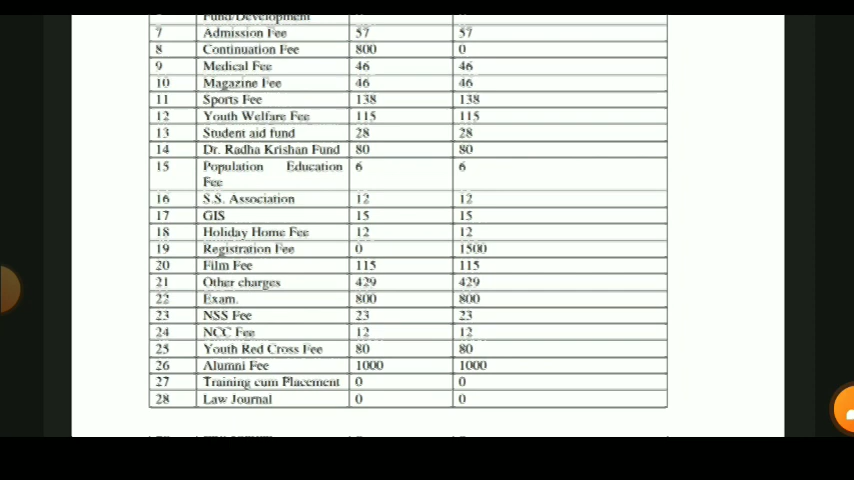 Fund/Development
7 Admission Fee 57 57
8 Continuation Fee 800 0
9 Medical Fee 46 46
10 Magazine Fee 46 46
11 Sports Fee 138 138
12 Youth Welfare Fee 115 115
13 Student aid fund 28 28
14 Dr. Radha Krishan Fund 80 80
15 Population Education 6 6
Fee
16 S.S. Association 12 12
17 GIS 15 15
18 Holiday Home Fee 12 12
19 Registration Fee 0 1500
20 Film Fee 115 115
21 Other charges 429 429
22 Exam. 800 800
23 NSS Fee 23 23
24 NCC Fee 12 12
25 Youth Red Cross Fee 80 80
26 Alumni Fee 1000 1000
27 Training cum Placement 0 0
28 Law Journal 0 0